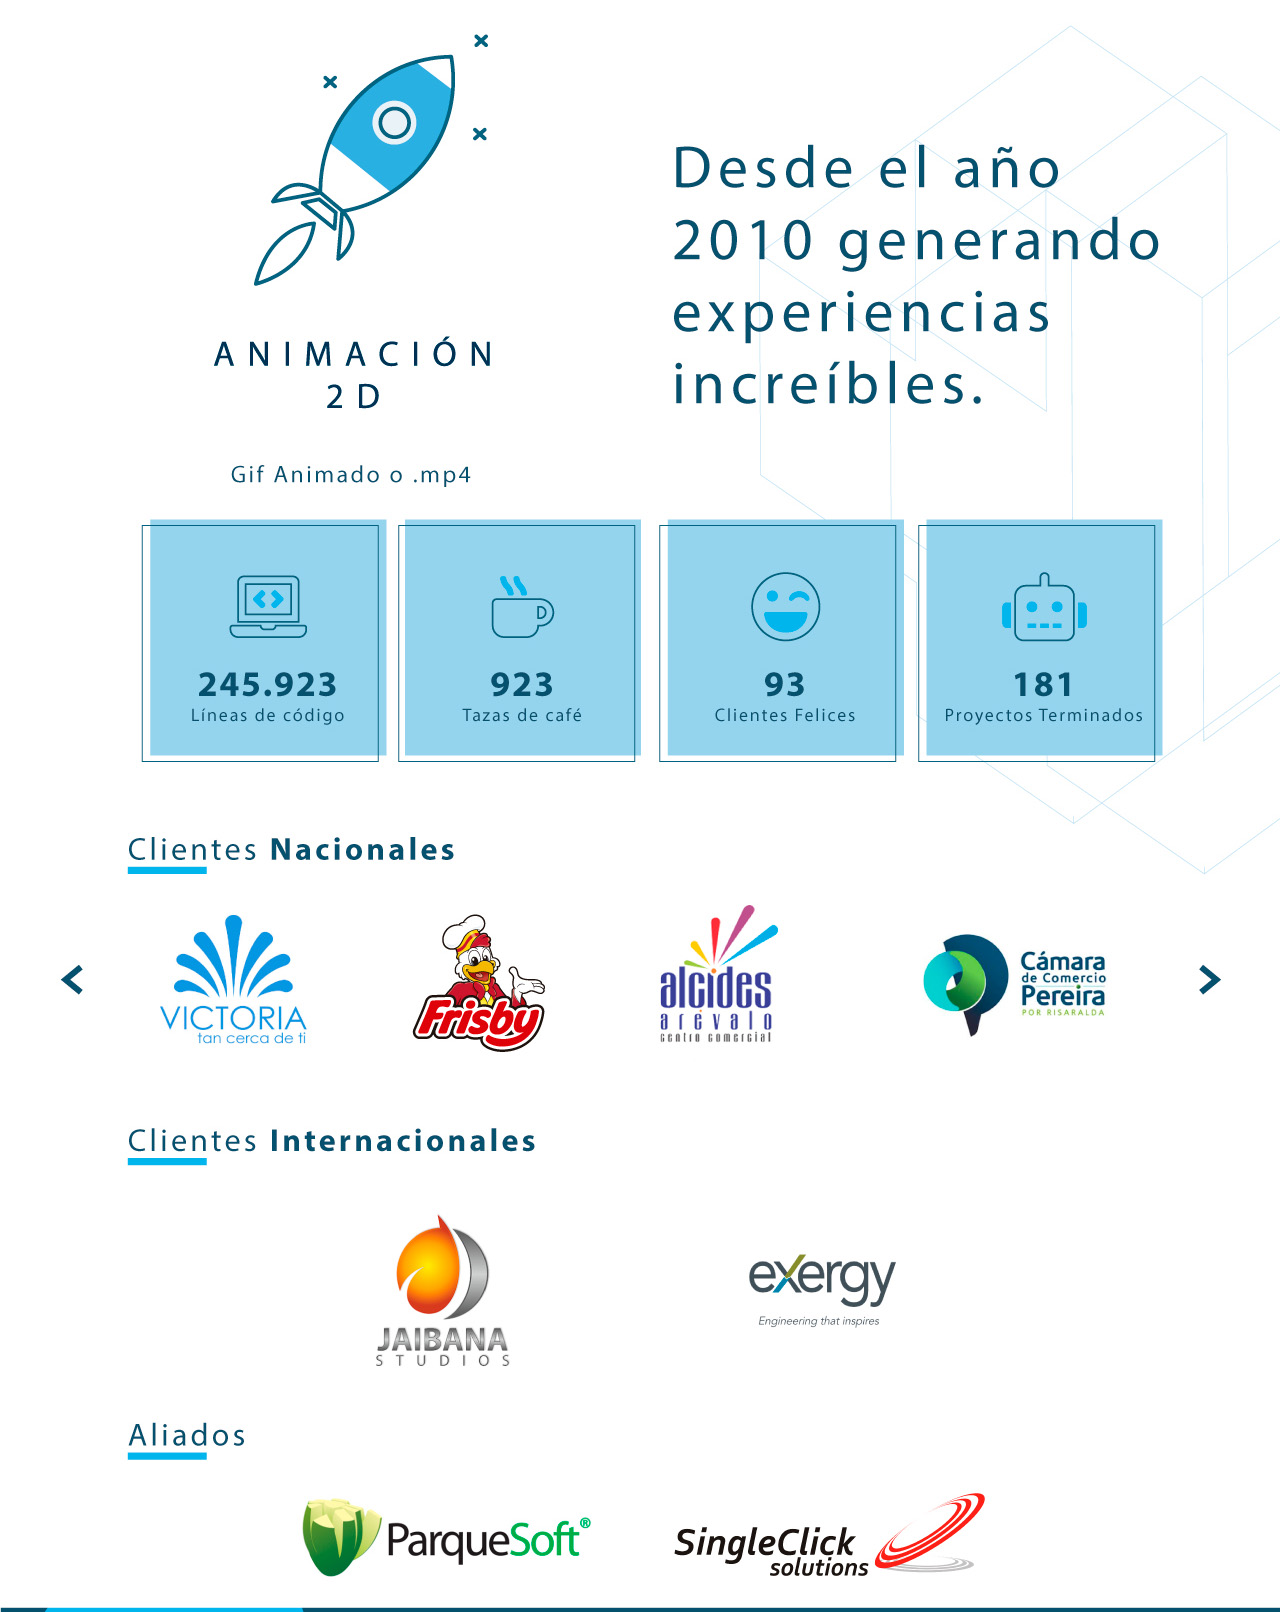 Desde el año
2010 generando
experiencias
increíbles.
ANIMACIÓN
2D
Gif Animado o .mp4
245.923
Líneas de código
923
Tazas de café
93
Clientes Felices
181
Proyectos Terminados
Clientes Nacionales
VICTORIA
tan cerca de ti
Frisby
alcides
arévalo
centro comercial
Cámara
de Comercio
Pereira
POR RISARALDA
Clientes Internacionales
JAIBANA
STUDIOS
exergy
Engineering that inspires
Aliados
ParqueSoft®
SingleClick
solutions